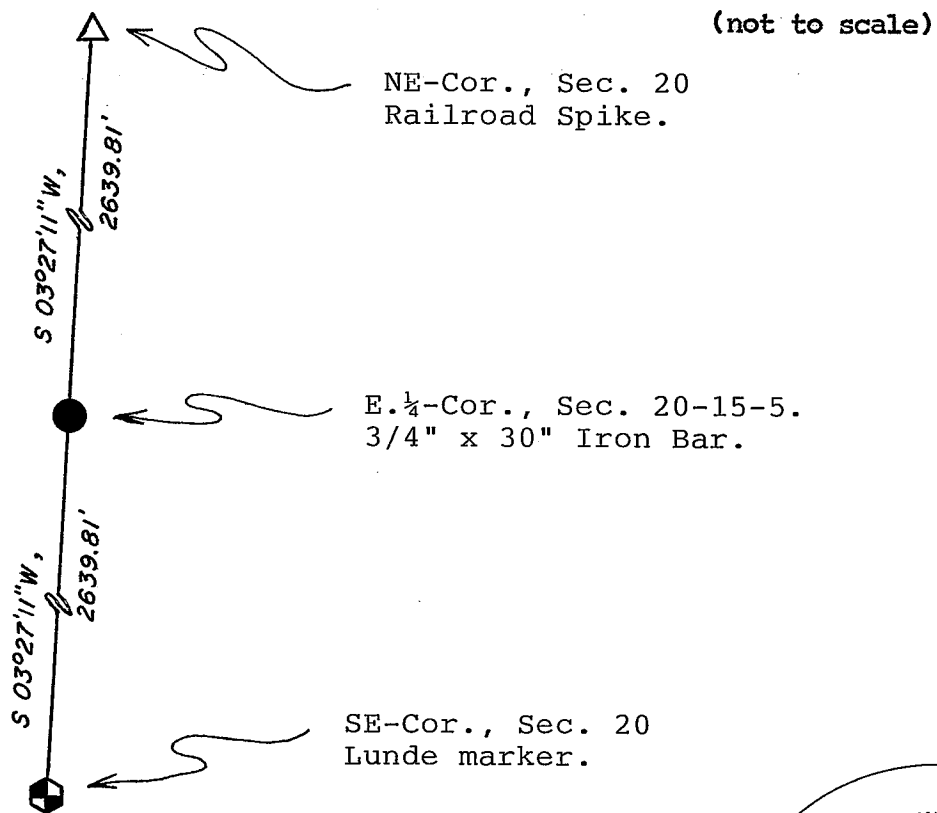 (not to scale)
NE-Cor., Sec. 20
Railroad Spike.
S 03°27'11"W,
2639.81'
E.¼-Cor., Sec. 20-15-5.
3/4" x 30" Iron Bar.
S 03°27'11"W,
2639.81'
SE-Cor., Sec. 20
Lunde marker.